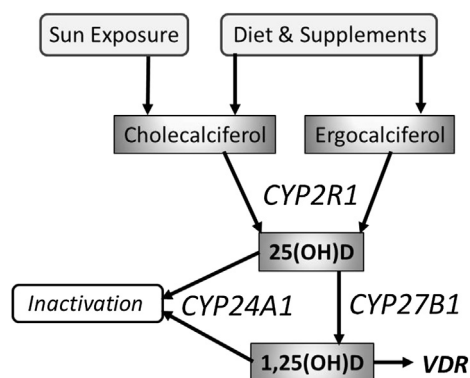 Sun Exposure
Diet & Supplements
Cholecalciferol
Ergocalciferol
CYP2R1
25(OH)D
Inactivation
CYP24A1
CYP27B1
1,25(OH)D
VDR